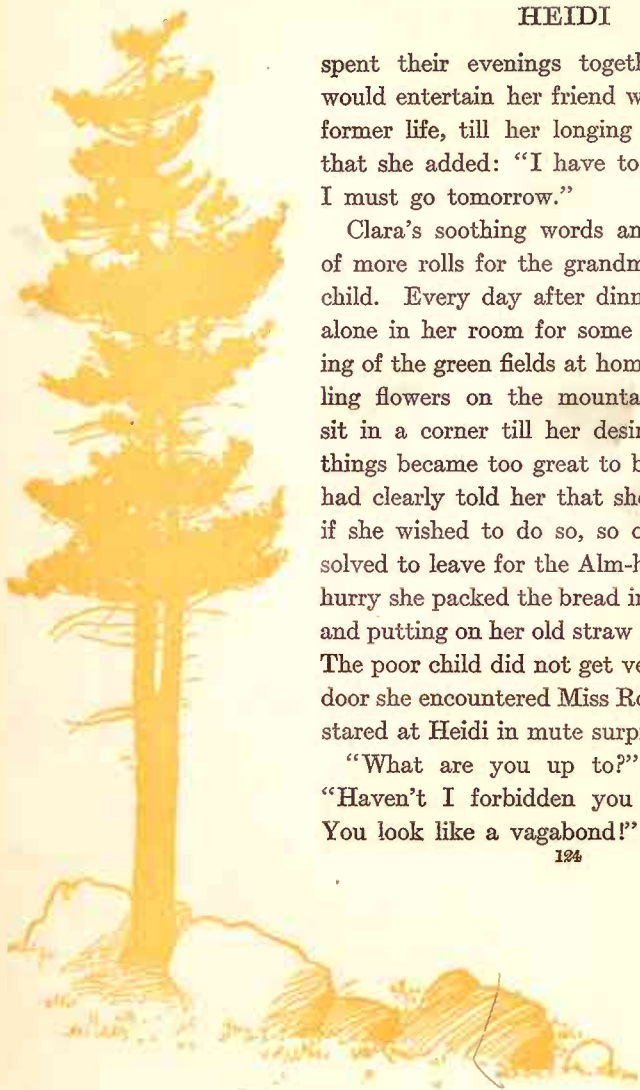 HEIDI
spent their evenings togeth
would entertain her friend w
former life, till her longing
that she added: “I have to
I must go tomorrow.”
Clara's soothing words an
of more rolls for the grandm
child. Every day after dinn
alone in her room for some
ing of the green fields at hom
ling flowers on the mounta
sit in a corner till her desir
things became too great to b
had clearly told her that sh
if she wished to do so, so o
solved to leave for the Alm-h
hurry she packed the bread in
and putting on her old straw
The poor child did not get ve
door she encountered Miss Ro
stared at Heidi in mute surpr
“What are you up to?”
“Haven't I forbidden you
You look like a vagabond!”
124